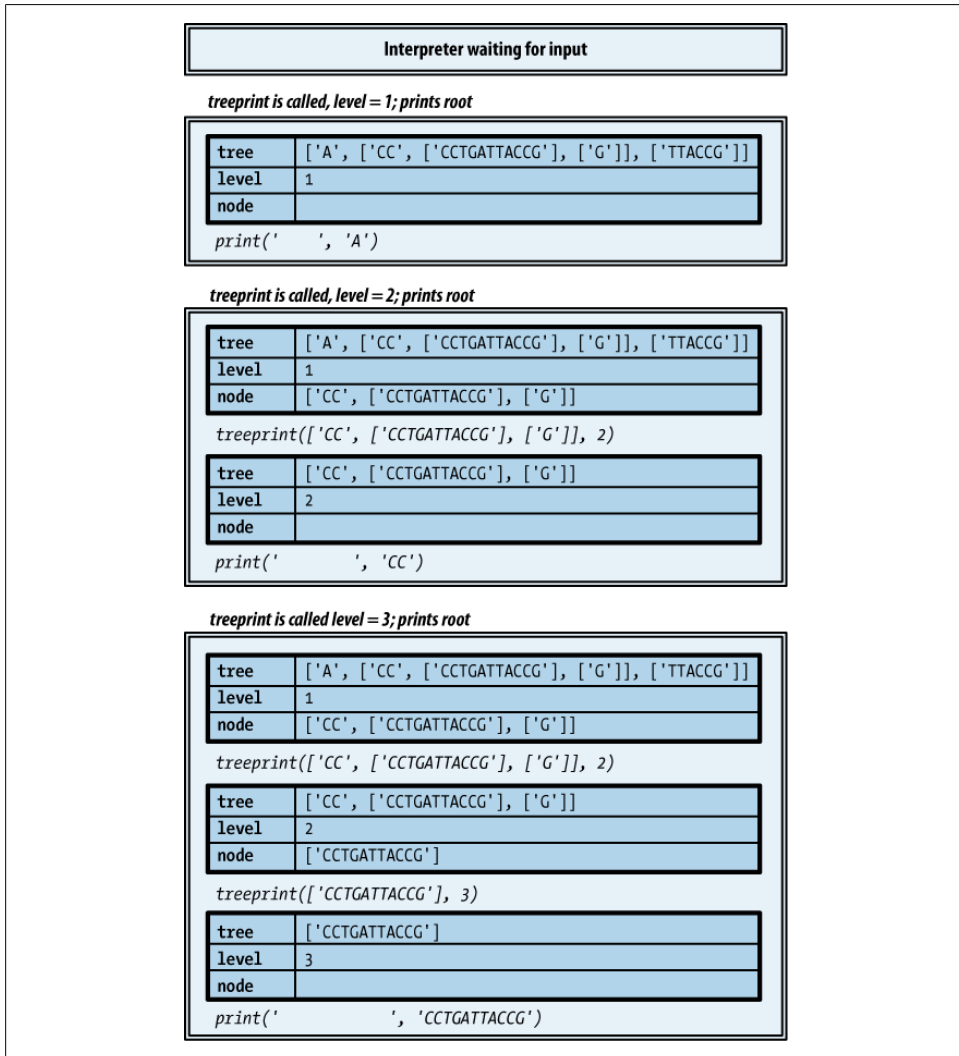 Interpreter waiting for input
treeprint is called, level = 1; prints root
tree ['A', ['CC', ['CCTGATTACCG'], ['G']], ['TTACCG']]
level 1
node
print('    ', 'A')
treeprint is called, level = 2; prints root
tree ['A', ['CC', ['CCTGATTACCG'], ['G']], ['TTACCG']]
level 1
node ['CC', ['CCTGATTACCG'], ['G']]
treeprint(['CC', ['CCTGATTACCG'], ['G']], 2)
tree ['CC', ['CCTGATTACCG'], ['G']]
level 2
node
print('        ', 'CC')
treeprint is called level = 3; prints root
tree ['A', ['CC', ['CCTGATTACCG'], ['G']], ['TTACCG']]
level 1
node ['CC', ['CCTGATTACCG'], ['G']]
treeprint(['CC', ['CCTGATTACCG'], ['G']], 2)
tree ['CC', ['CCTGATTACCG'], ['G']]
level 2
node ['CCTGATTACCG']
treeprint(['CCTGATTACCG'], 3)
tree ['CCTGATTACCG']
level 3
node
print('            ', 'CCTGATTACCG')